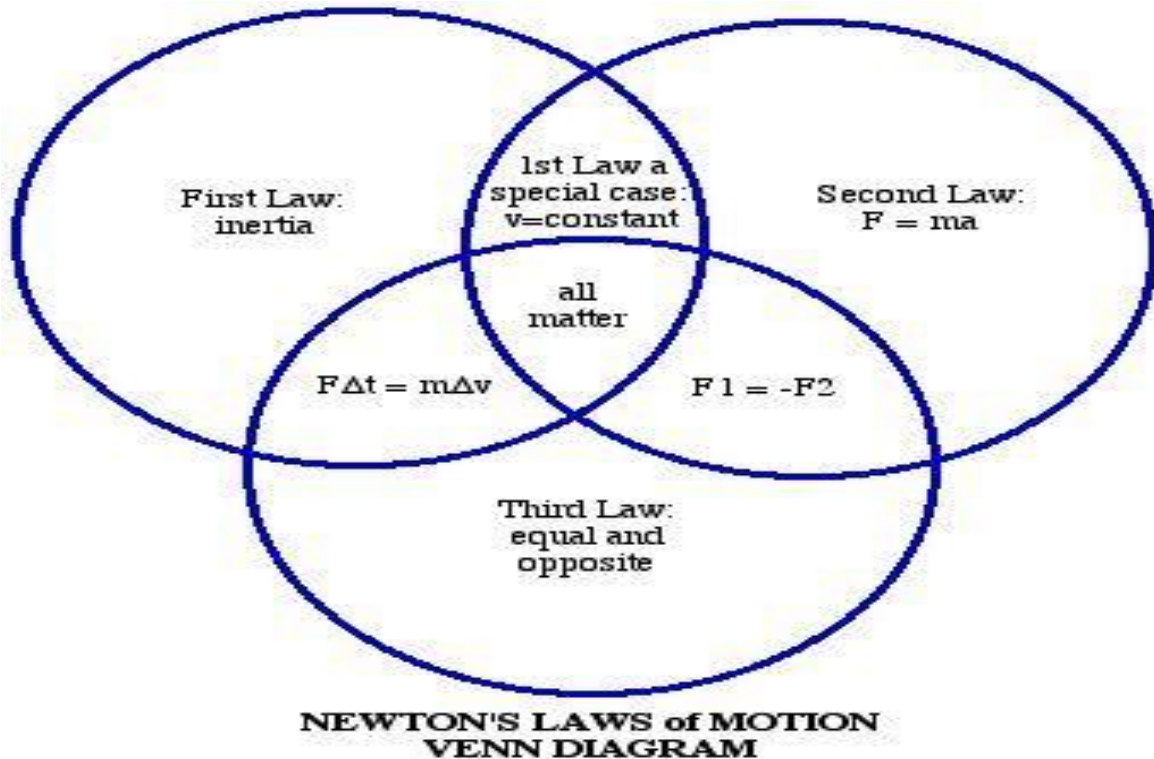 First Law:
inertia
1st Law a
special case:
v=constant
Second Law:
F = ma
all
matter
FΔt = mΔv
F1 = -F2
Third Law:
equal and
opposite
NEWTON'S LAWS of MOTION
VENN DIAGRAM